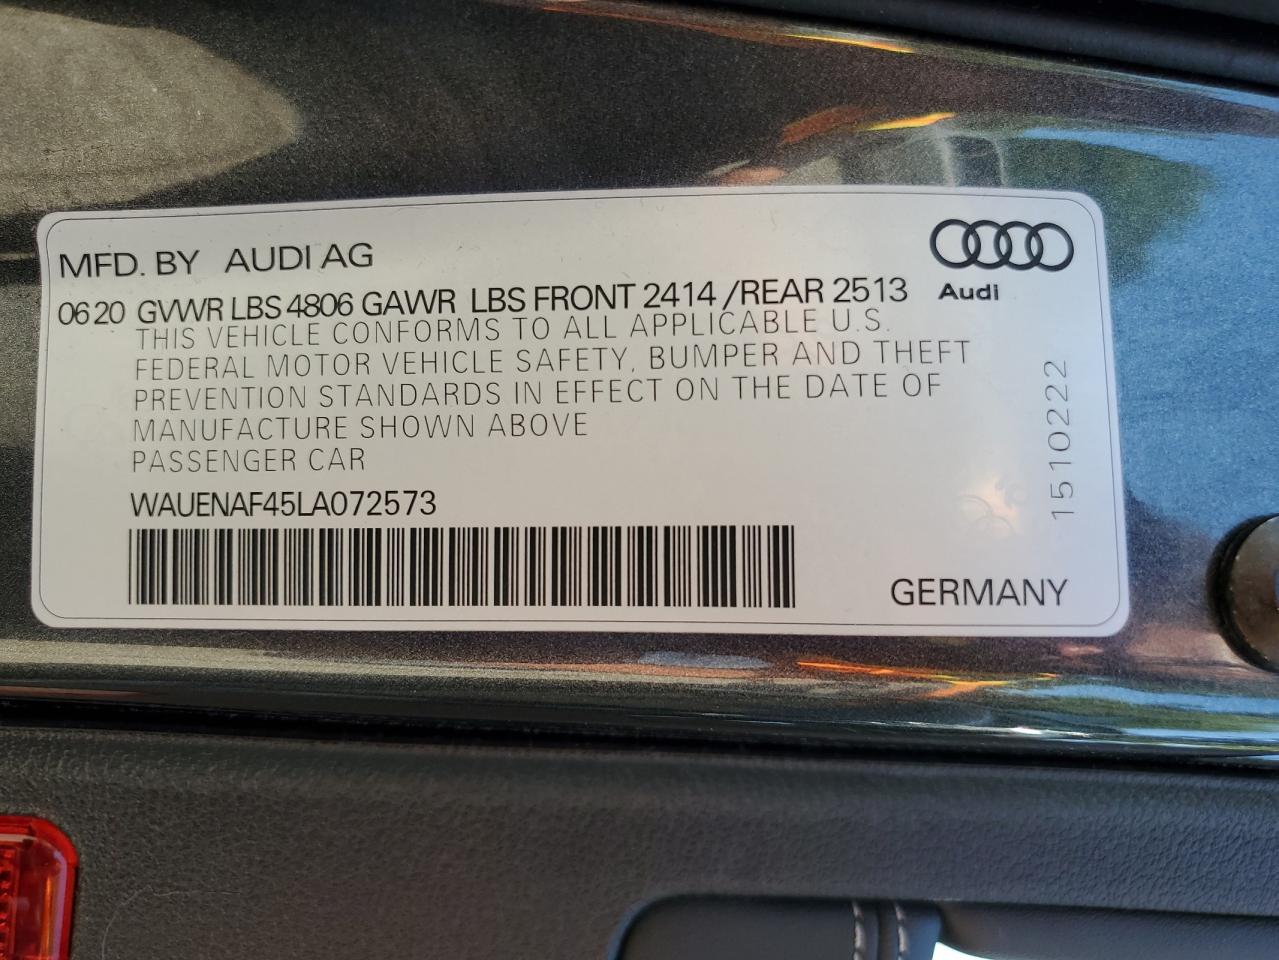 MFD. BY AUDI AG
0620 GVWR LBS 4806 GAWR LBS FRONT 2414 /REAR 2513
Audi
THIS VEHICLE CONFORMS TO ALL APPLICABLE U.S.
FEDERAL MOTOR VEHICLE SAFETY, BUMPER AND THEFT
PREVENTION STANDARDS IN EFFECT ON THE DATE OF
MANUFACTURE SHOWN ABOVE
PASSENGER CAR
WAUENAF45LA072573
1510222
GERMANY